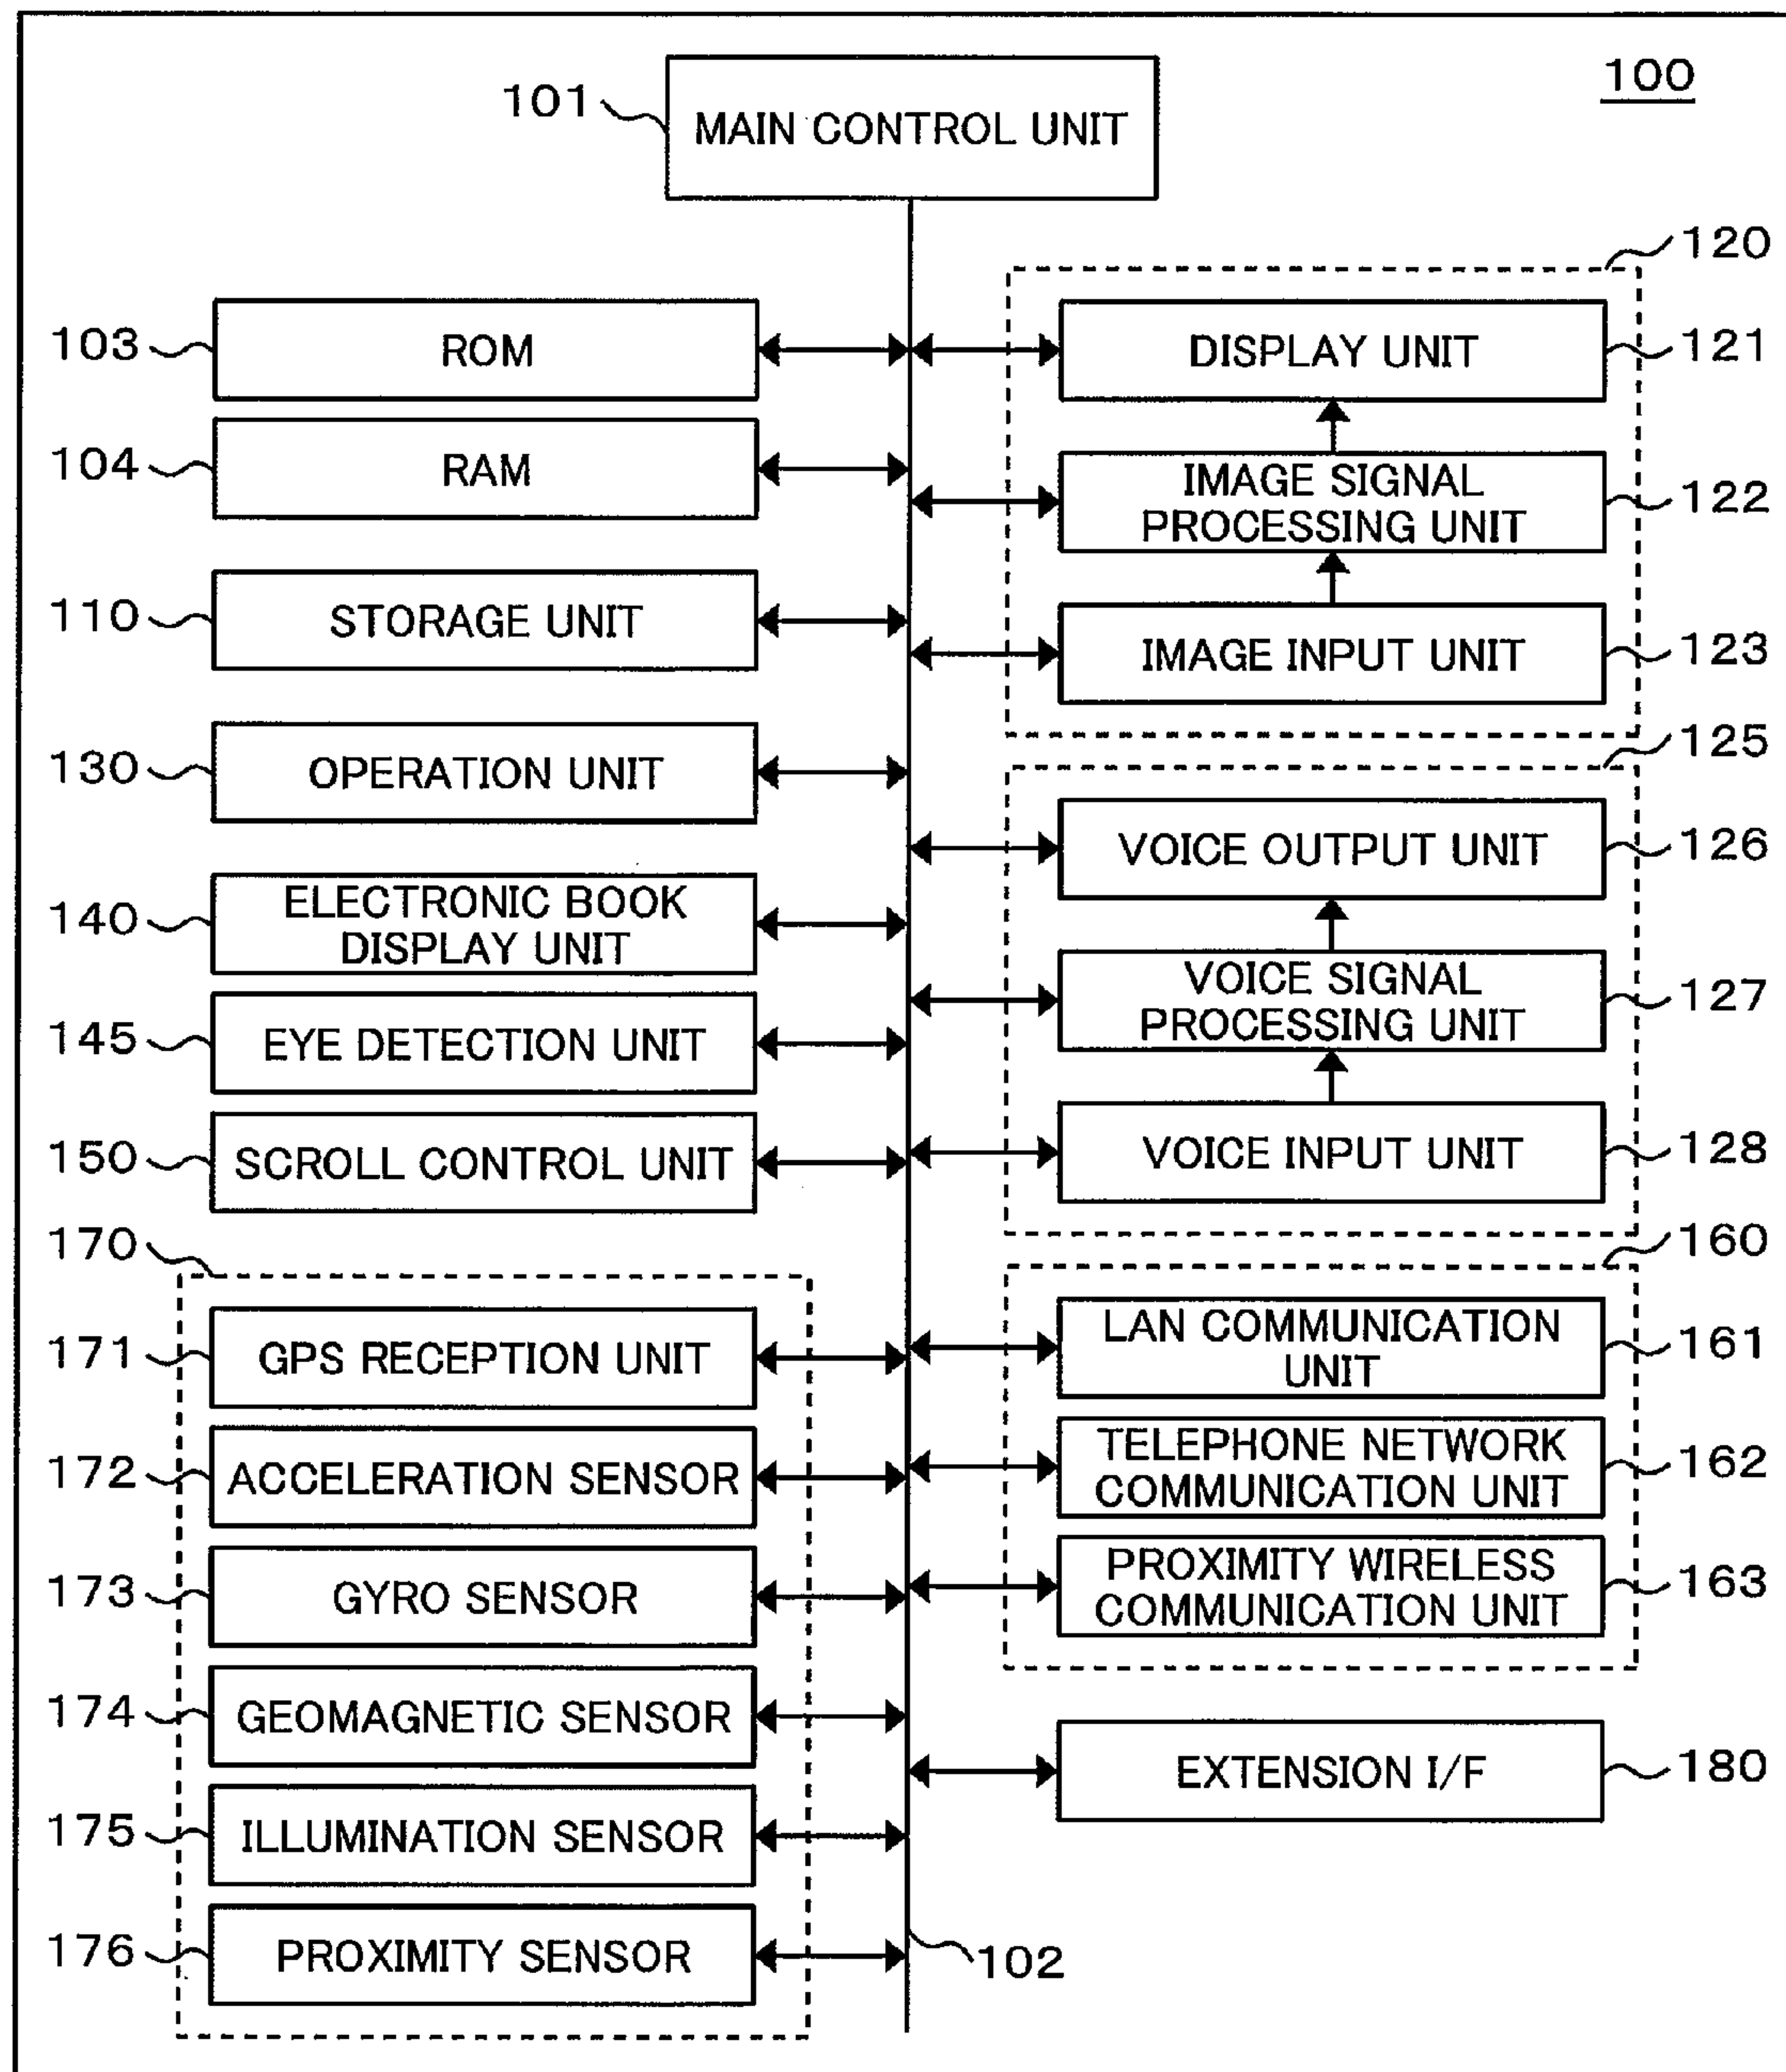 100
101
MAIN CONTROL UNIT
103
ROM
104
RAM
110
STORAGE UNIT
130
OPERATION UNIT
140
ELECTRONIC BOOK
DISPLAY UNIT
145
EYE DETECTION UNIT
150
SCROLL CONTROL UNIT
170
171
GPS RECEPTION UNIT
172
ACCELERATION SENSOR
173
GYRO SENSOR
174
GEOMAGNETIC SENSOR
175
ILLUMINATION SENSOR
176
PROXIMITY SENSOR
102
120
DISPLAY UNIT
121
IMAGE SIGNAL
PROCESSING UNIT
122
IMAGE INPUT UNIT
123
125
VOICE OUTPUT UNIT
126
VOICE SIGNAL
PROCESSING UNIT
127
VOICE INPUT UNIT
128
160
LAN COMMUNICATION
UNIT
161
TELEPHONE NETWORK
COMMUNICATION UNIT
162
PROXIMITY WIRELESS
COMMUNICATION UNIT
163
EXTENSION I/F
180